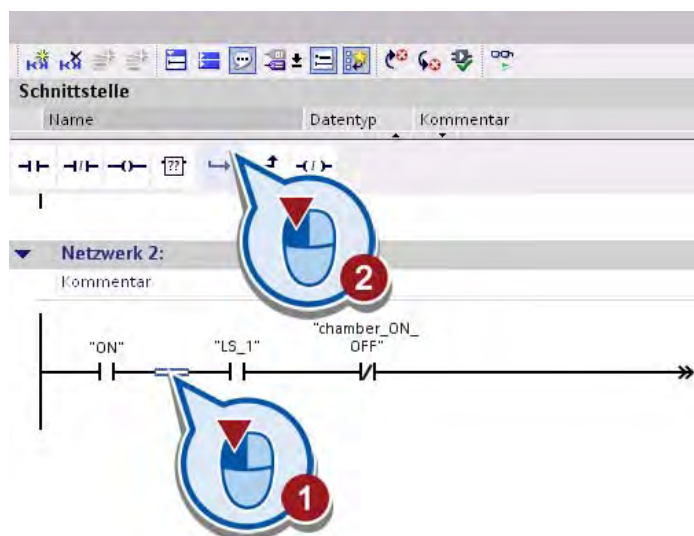 Schnittstelle
Name Datentyp Kommentar
??
Netzwerk 2:
Kommentar
2
"ON" "LS_1" "chamber_ON_
OFF"
1